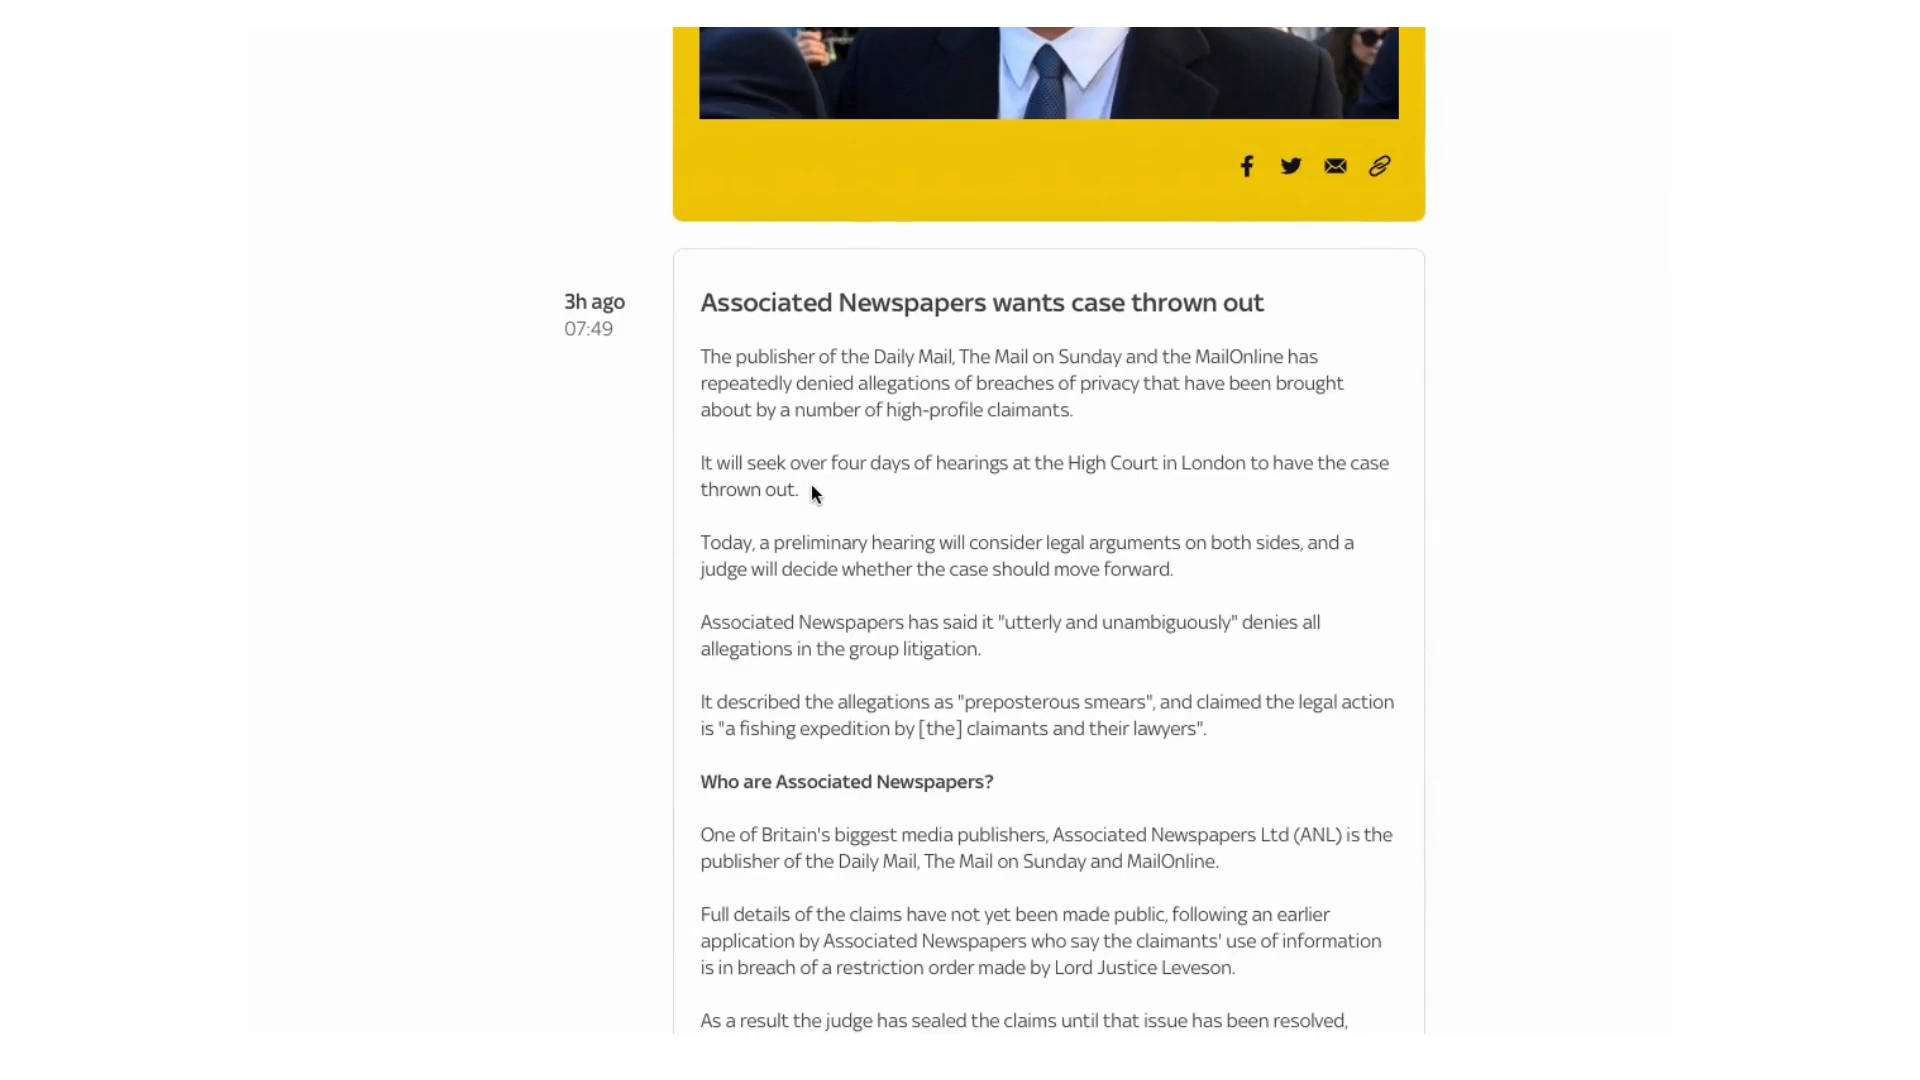 3h ago
07:49
Associated Newspapers wants case thrown out
The publisher of the Daily Mail, The Mail on Sunday and the MailOnline has
repeatedly denied allegations of breaches of privacy that have been brought
about by a number of high-profile claimants.
It will seek over four days of hearings at the High Court in London to have the case
thrown out.
Today, a preliminary hearing will consider legal arguments on both sides, and a
judge will decide whether the case should move forward.
Associated Newspapers has said it "utterly and unambiguously" denies all
allegations in the group litigation.
It described the allegations as "preposterous smears", and claimed the legal action
is "a fishing expedition by [the] claimants and their lawyers".
Who are Associated Newspapers?
One of Britain's biggest media publishers, Associated Newspapers Ltd (ANL) is the
publisher of the Daily Mail, The Mail on Sunday and MailOnline.
Full details of the claims have not yet been made public, following an earlier
application by Associated Newspapers who say the claimants' use of information
is in breach of a restriction order made by Lord Justice Leveson.
As a result the judge has sealed the claims until that issue has been resolved,